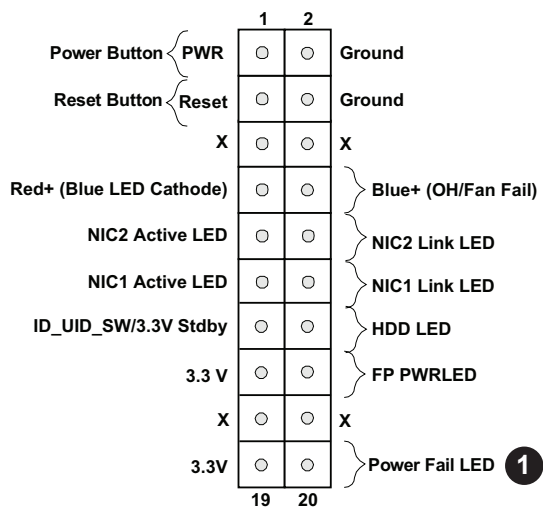 1 2
Power Button PWR Ground
Reset Button Reset Ground
X X
Red+ (Blue LED Cathode) Blue+ (OH/Fan Fail)
NIC2 Active LED NIC2 Link LED
NIC1 Active LED NIC1 Link LED
ID_UID_SW/3.3V Stdby HDD LED
3.3 V FP PWRLED
X X
3.3V Power Fail LED 1
19 20